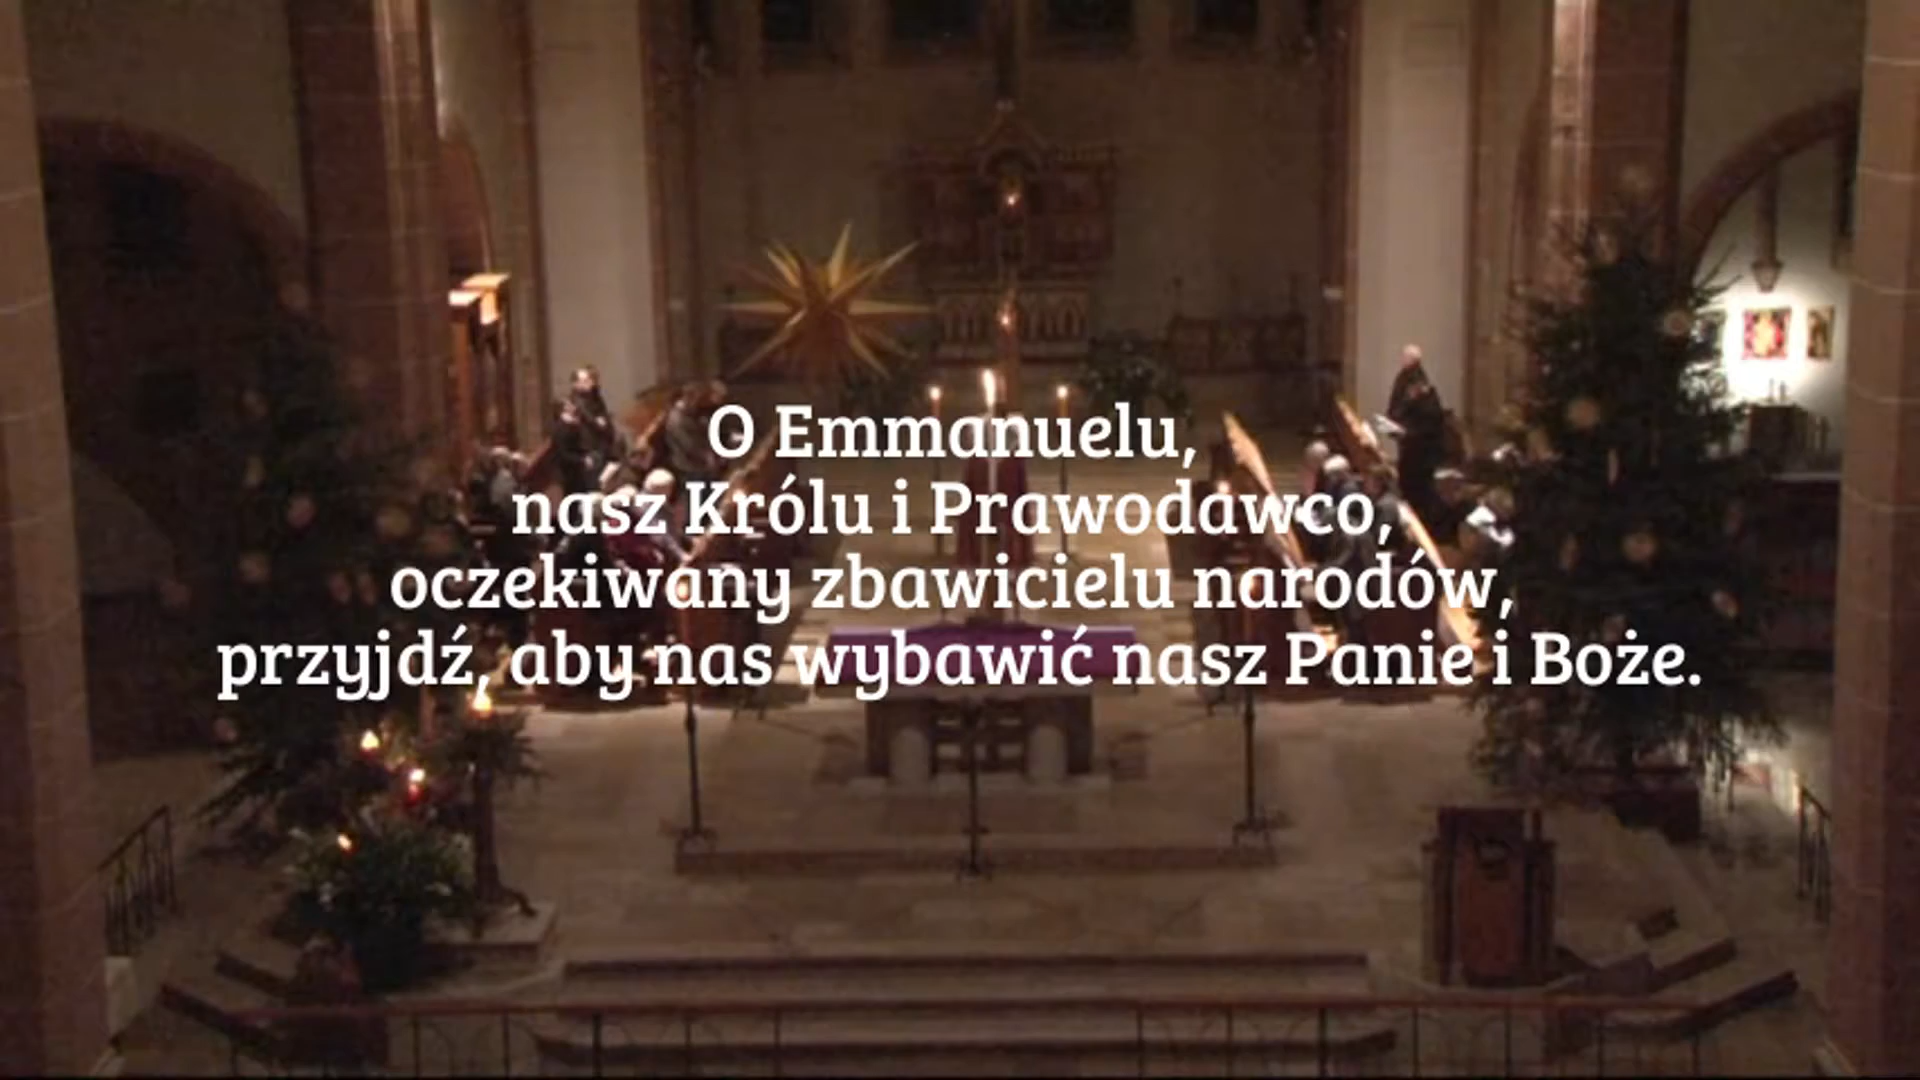 O Emmanuelu,
nasz Królu i Prawodawco,
oczekiwany zbawicielu narodów,
przyjdź, aby nas wybawić nasz Panie i Boże.